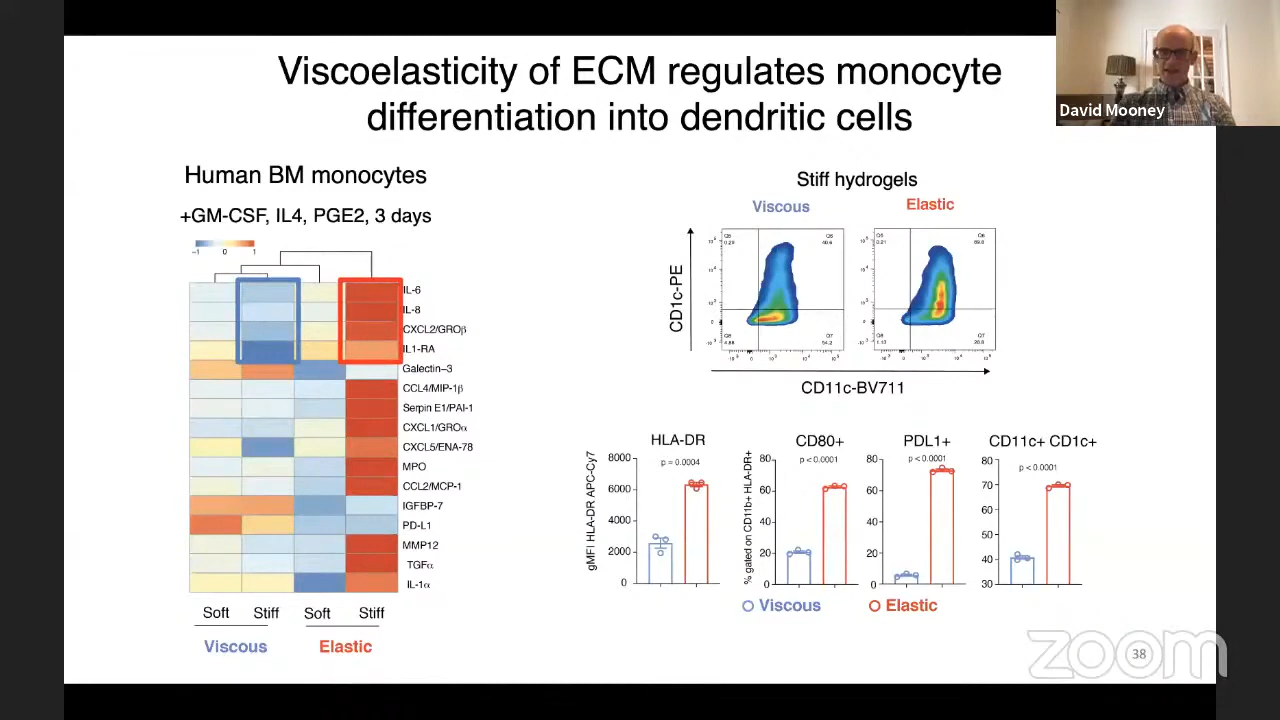 Viscoelasticity of ECM regulates monocyte
differentiation into dendritic cells
David Mooney
Human BM monocytes
+GM-CSF, IL4, PGE2, 3 days
−1 0 1
IL-6
IL-8
CXCL2/GROβ
IL1-RA
Galectin−3
CCL4/MIP-1β
Serpin E1/PAI-1
CXCL1/GROα
CXCL5/ENA-78
MPO
CCL2/MCP-1
IGFBP-7
PD-L1
MMP12
TGFα
IL-1α
Soft Stiff Soft Stiff
Viscous Elastic
Stiff hydrogels
Viscous Elastic
CD1c-PE
CD11c-BV711
HLA-DR
p = 0.0004
gMFI HLA-DR APC-Cy7
8000
6000
4000
2000
0
CD80+
p < 0.0001
% gated on CD11b+ HLA-DR+
80
60
40
20
0
PDL1+
p < 0.0001
80
60
40
20
0
CD11c+ CD1c+
p < 0.0001
80
70
60
50
40
30
Viscous Elastic
zoom
38